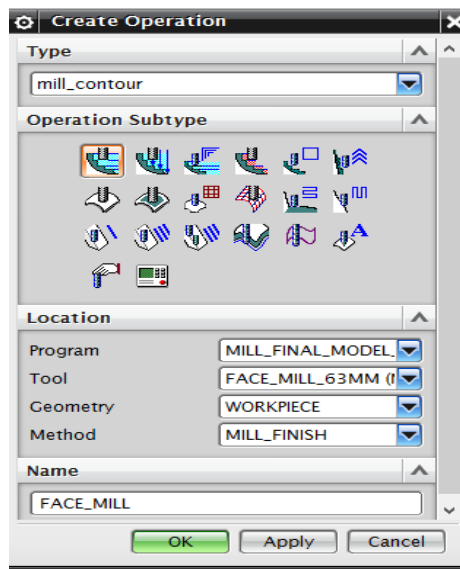 Create Operation
Type
mill_contour
Operation Subtype
A
Location
Program MILL_FINAL_MODEL_
Tool FACE_MILL_63MM (
Geometry WORKPIECE
Method MILL_FINISH
Name
FACE_MILL
OK Apply Cancel